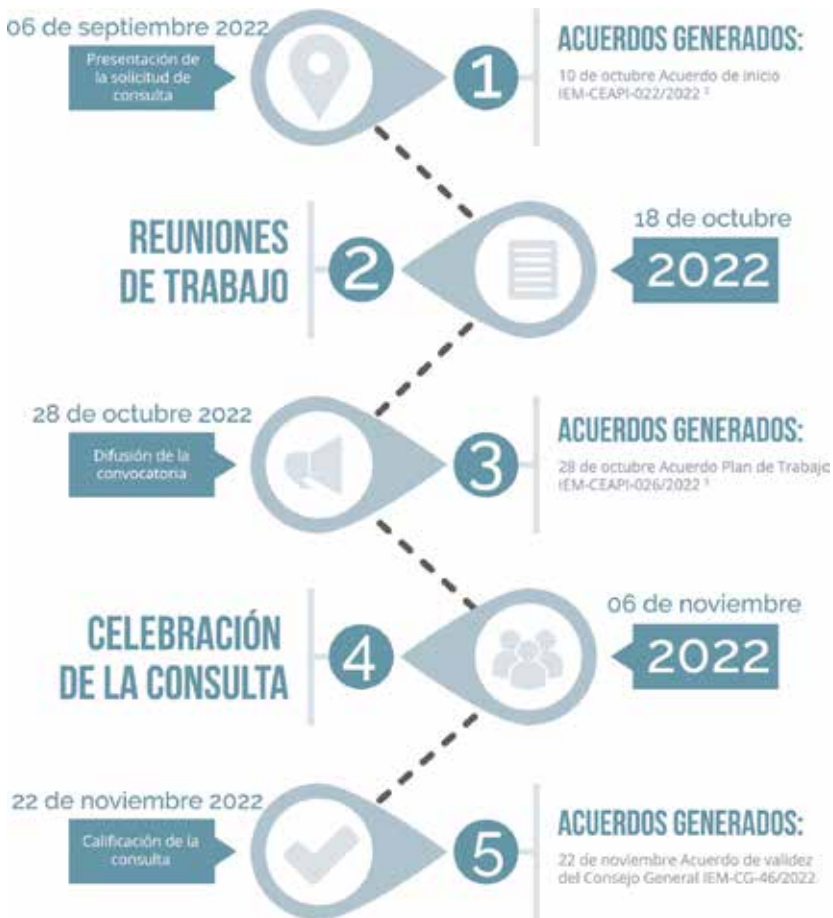 06 de septiembre 2022
Presentación de
la solicitud de
consulta
1
ACUERDOS GENERADOS:
10 de octubre Acuerdo de inicio
IEM-CEAPI-022/2022 ²
REUNIONES
DE TRABAJO
2
18 de octubre
2022
28 de octubre 2022
Difusión de la
convocatoria
3
ACUERDOS GENERADOS:
28 de octubre Acuerdo Plan de Trabajo
IEM-CEAPI-026/2022 ³
CELEBRACIÓN
DE LA CONSULTA
4
06 de noviembre
2022
22 de noviembre 2022
Calificación de la
consulta
5
ACUERDOS GENERADOS:
22 de noviembre Acuerdo de validez
del Consejo General IEM-CG-46/2022